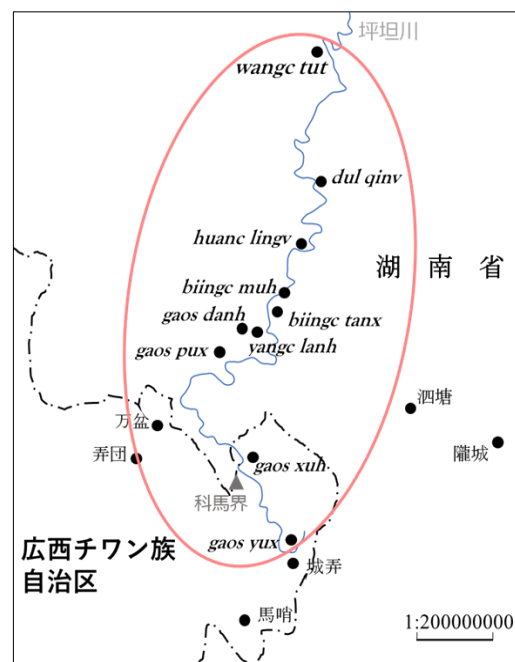 坪坦川
wangc tut
dul qinv
huanc lingv
湖 南 省
biingc muh
gaos danh
biingc tanx
yangc lanh
gaos pux
泗塘
万盆
隴城
弄団
gaos xuh
科馬界
gaos yux
広西チワン族
自治区
城弄
馬哨
1:200000000